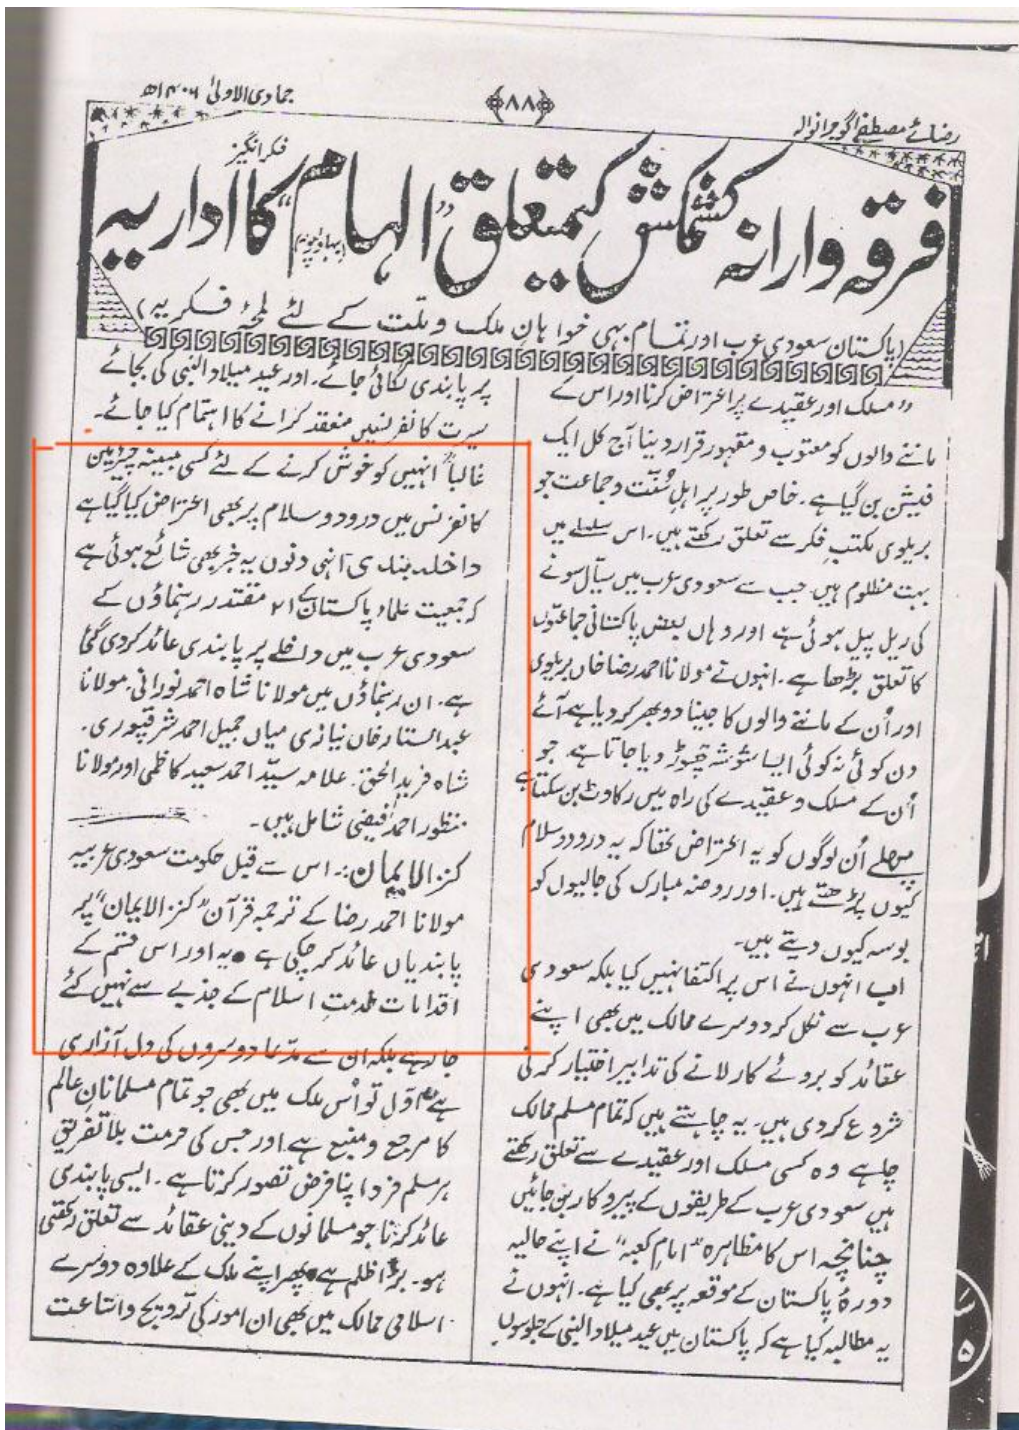 رضائے مصطفےٰ گوجرانوالہ
﴿۸۸﴾
جمادی الاولیٰ ۱۴۰۶ھ
فکر انگیز
فرقہ وارانہ کشمکش کے متعلق "الہام" (بہاولپور) کا اداریہ
(پاکستان سعودی عرب اور تمام بہی خواہانِ ملک و ملت کے لئے لمحۂ فکریہ)
"مسلک اور عقیدے پر اعتراض کرنا اور اس کے
ماننے والوں کو معتوب و مقہور قرار دینا آج کل ایک
فیشن بن گیا ہے۔ خاص طور پر اہلِ سُنّت و جماعت جو
بریلوی مکتبِ فکر سے تعلق رکھتے ہیں۔ اس سلسلے میں
بہت مظلوم ہیں۔ جب سے سعودی عرب میں سیّال سونے
کی ریل پیل ہوئی ہے اور وہاں بعض پاکستانی جماعتوں
کا تعلق بڑھا ہے۔ انہوں نے مولانا احمد رضا خاں بریلوی
اور اُن کے ماننے والوں کا جینا دوبھر کر دیا ہے۔ آئے
دن کوئی نہ کوئی ایسا شوشہ چھوڑ دیا جاتا ہے جو
اُن کے مسلک و عقیدے کی راہ میں رکاوٹ بن سکتا ہے
پہلے اُن لوگوں کو یہ اعتراض تھا کہ یہ درود و سلام
کیوں پڑھتے ہیں۔ اور روضہ مبارک کی جالیوں کو
بوسہ کیوں دیتے ہیں۔
اب انہوں نے اس پر اکتفا نہیں کیا بلکہ سعودی
عرب سے نکل کر دوسرے ممالک میں بھی اپنے
عقائد کو بروئے کار لانے کی تدابیر اختیار کرنی
شروع کر دی ہیں۔ یہ چاہتے ہیں کہ تمام مسلم ممالک
چاہے وہ کسی مسلک اور عقیدے سے تعلق رکھتے
ہیں سعودی عرب کے طریقوں کے پیروکار بن جائیں
چنانچہ اس کا مظاہرہ "امامِ کعبہ" نے اپنے حالیہ
دورۂ پاکستان کے موقعہ پر بھی کیا ہے۔ انہوں نے
یہ مطالبہ کیا ہے کہ پاکستان میں عید میلاد النبی کے جلوسوں
پر پابندی لگائی جائے۔ اور عید میلاد النبی کی بجائے
سیرت کانفرنسیں منعقد کرانے کا اہتمام کیا جائے۔
غالباً انہیں کو خوش کرنے کے لئے کسی مبینہ چیئرمین
کانفرنس میں درود و سلام پر بھی اعتراض کیا گیا ہے
داخلہ بندی انہی دنوں یہ خبر بھی شائع ہوئی ہے
کہ جمعیت علماء پاکستان کے ۲۱ مقتدر رہنماؤں کے
سعودی عرب میں داخلے پر پابندی عائد کر دی گئی
ہے۔ ان رہنماؤں میں مولانا شاہ احمد نورانی۔ مولانا
عبدالستار خاں نیازی میاں جمیل احمد شرقپوری۔
شاہ فرید الحق۔ علامہ سیّد احمد سعید کاظمی اور مولانا
منظور احمد فیضی شامل ہیں۔
کنز الایمان:۔ اس سے قبل حکومت سعودی عربیہ
مولانا احمد رضا کے ترجمہ قرآن "کنز الایمان" پر
پابندیاں عائد کر چکی ہے۔ یہ اور اس قسم کے
اقدامات خدمتِ اسلام کے جذبے سے نہیں کئے
جا رہے بلکہ ان سے مدّعا دوسروں کی دل آزاری
ہے۔ اوّل تو اُس ملک میں بھی جو تمام مسلمانانِ عالم
کا مرجع و منبع ہے۔ اور جس کی حرمت بلا تفریق
ہر مسلم فرد اپنا فرض تصور کرتا ہے۔ ایسی پابندی
عائد کرنا جو مسلمانوں کے دینی عقائد سے تعلق رکھتی
ہو۔ بڑا ظلم ہے۔ پھر اپنے ملک کے علاوہ دوسرے
اسلامی ممالک میں بھی ان امور کی ترویج و اشاعت